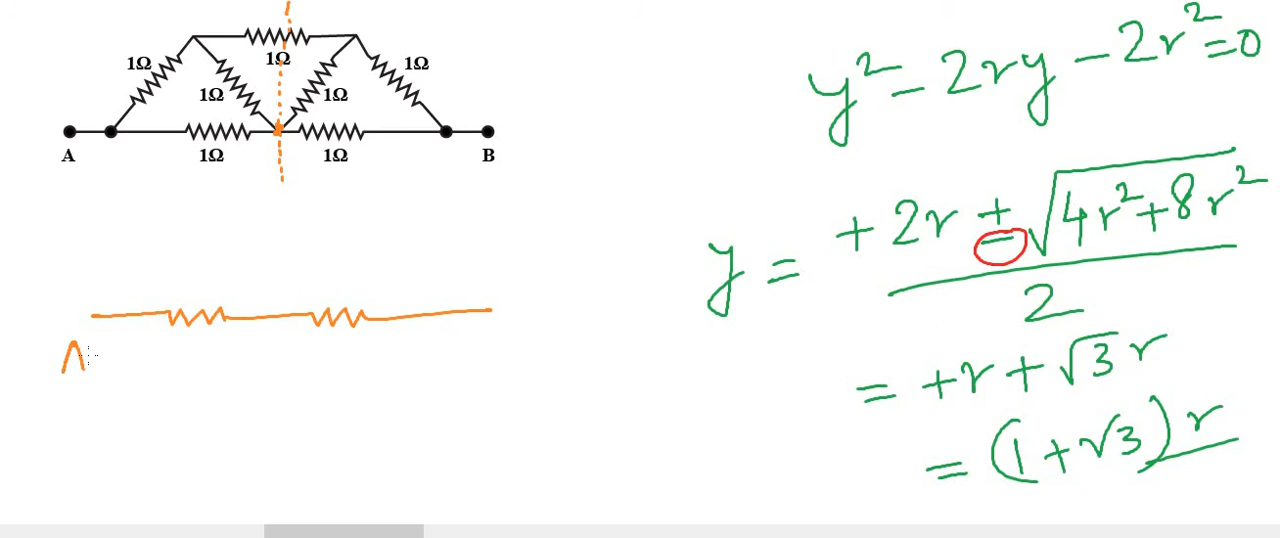 1Ω
1Ω
1Ω
1Ω
1Ω
A
1Ω
1Ω
B
A
y² - 2ry - 2r² = 0
y = (+2r ± √(4r² + 8r²)) / 2
= +r + √3 r
= (1 + √3) r